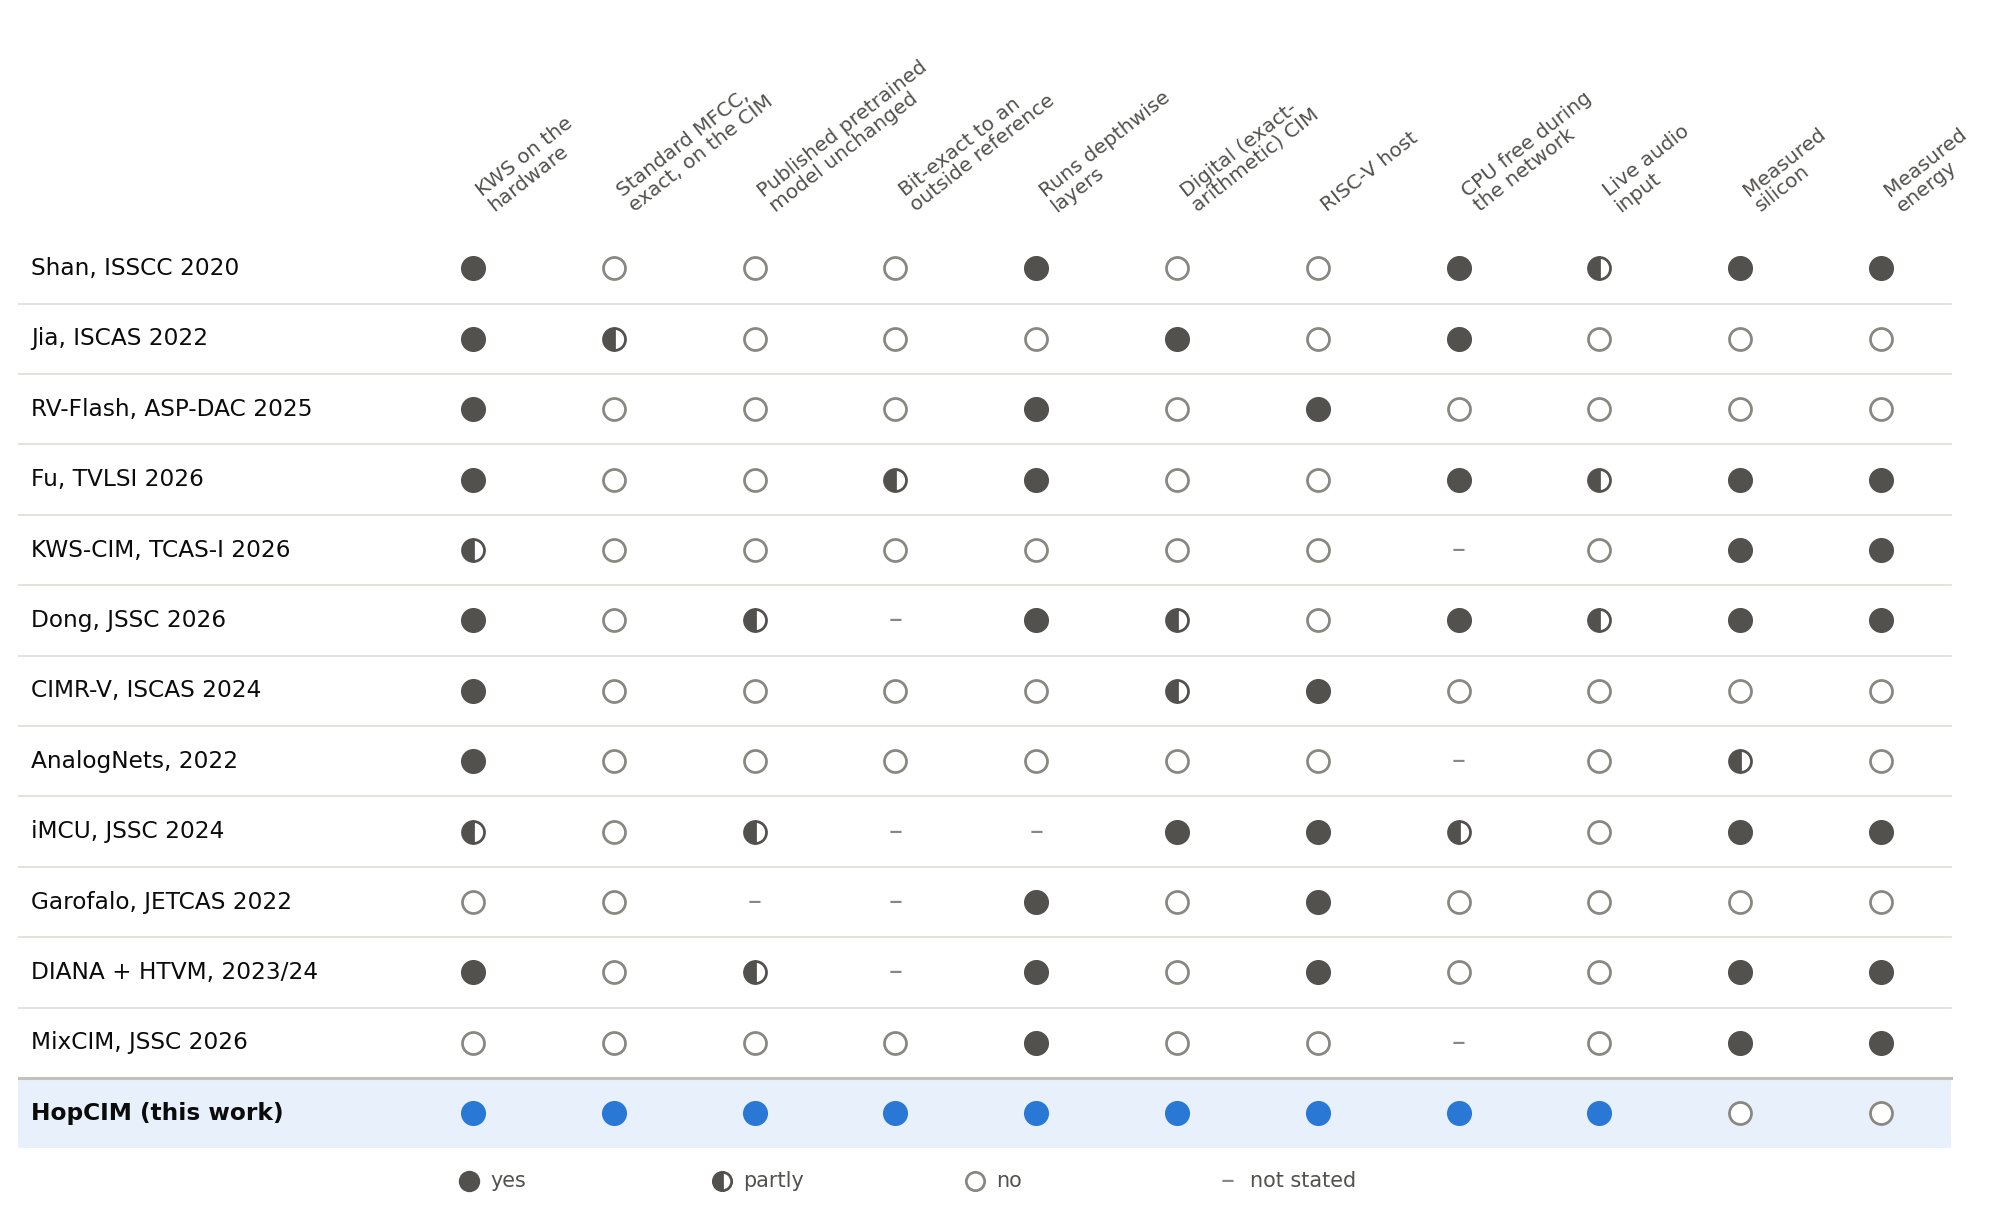 KWS on the
hardware
Standard MFCC,
exact, on the CIM
Published pretrained
model unchanged
Bit-exact to an
outside reference
Runs depthwise
layers
Digital (exact-
arithmetic) CIM
RISC-V host
CPU free during
the network
Live audio
input
Measured
silicon
Measured
energy
Shan, ISSCC 2020
Jia, ISCAS 2022
RV-Flash, ASP-DAC 2025
Fu, TVLSI 2026
KWS-CIM, TCAS-I 2026
–
Dong, JSSC 2026
–
CIMR-V, ISCAS 2024
AnalogNets, 2022
–
iMCU, JSSC 2024
– –
Garofalo, JETCAS 2022
– –
DIANA + HTVM, 2023/24
–
MixCIM, JSSC 2026
–
HopCIM (this work)
yes partly no – not stated